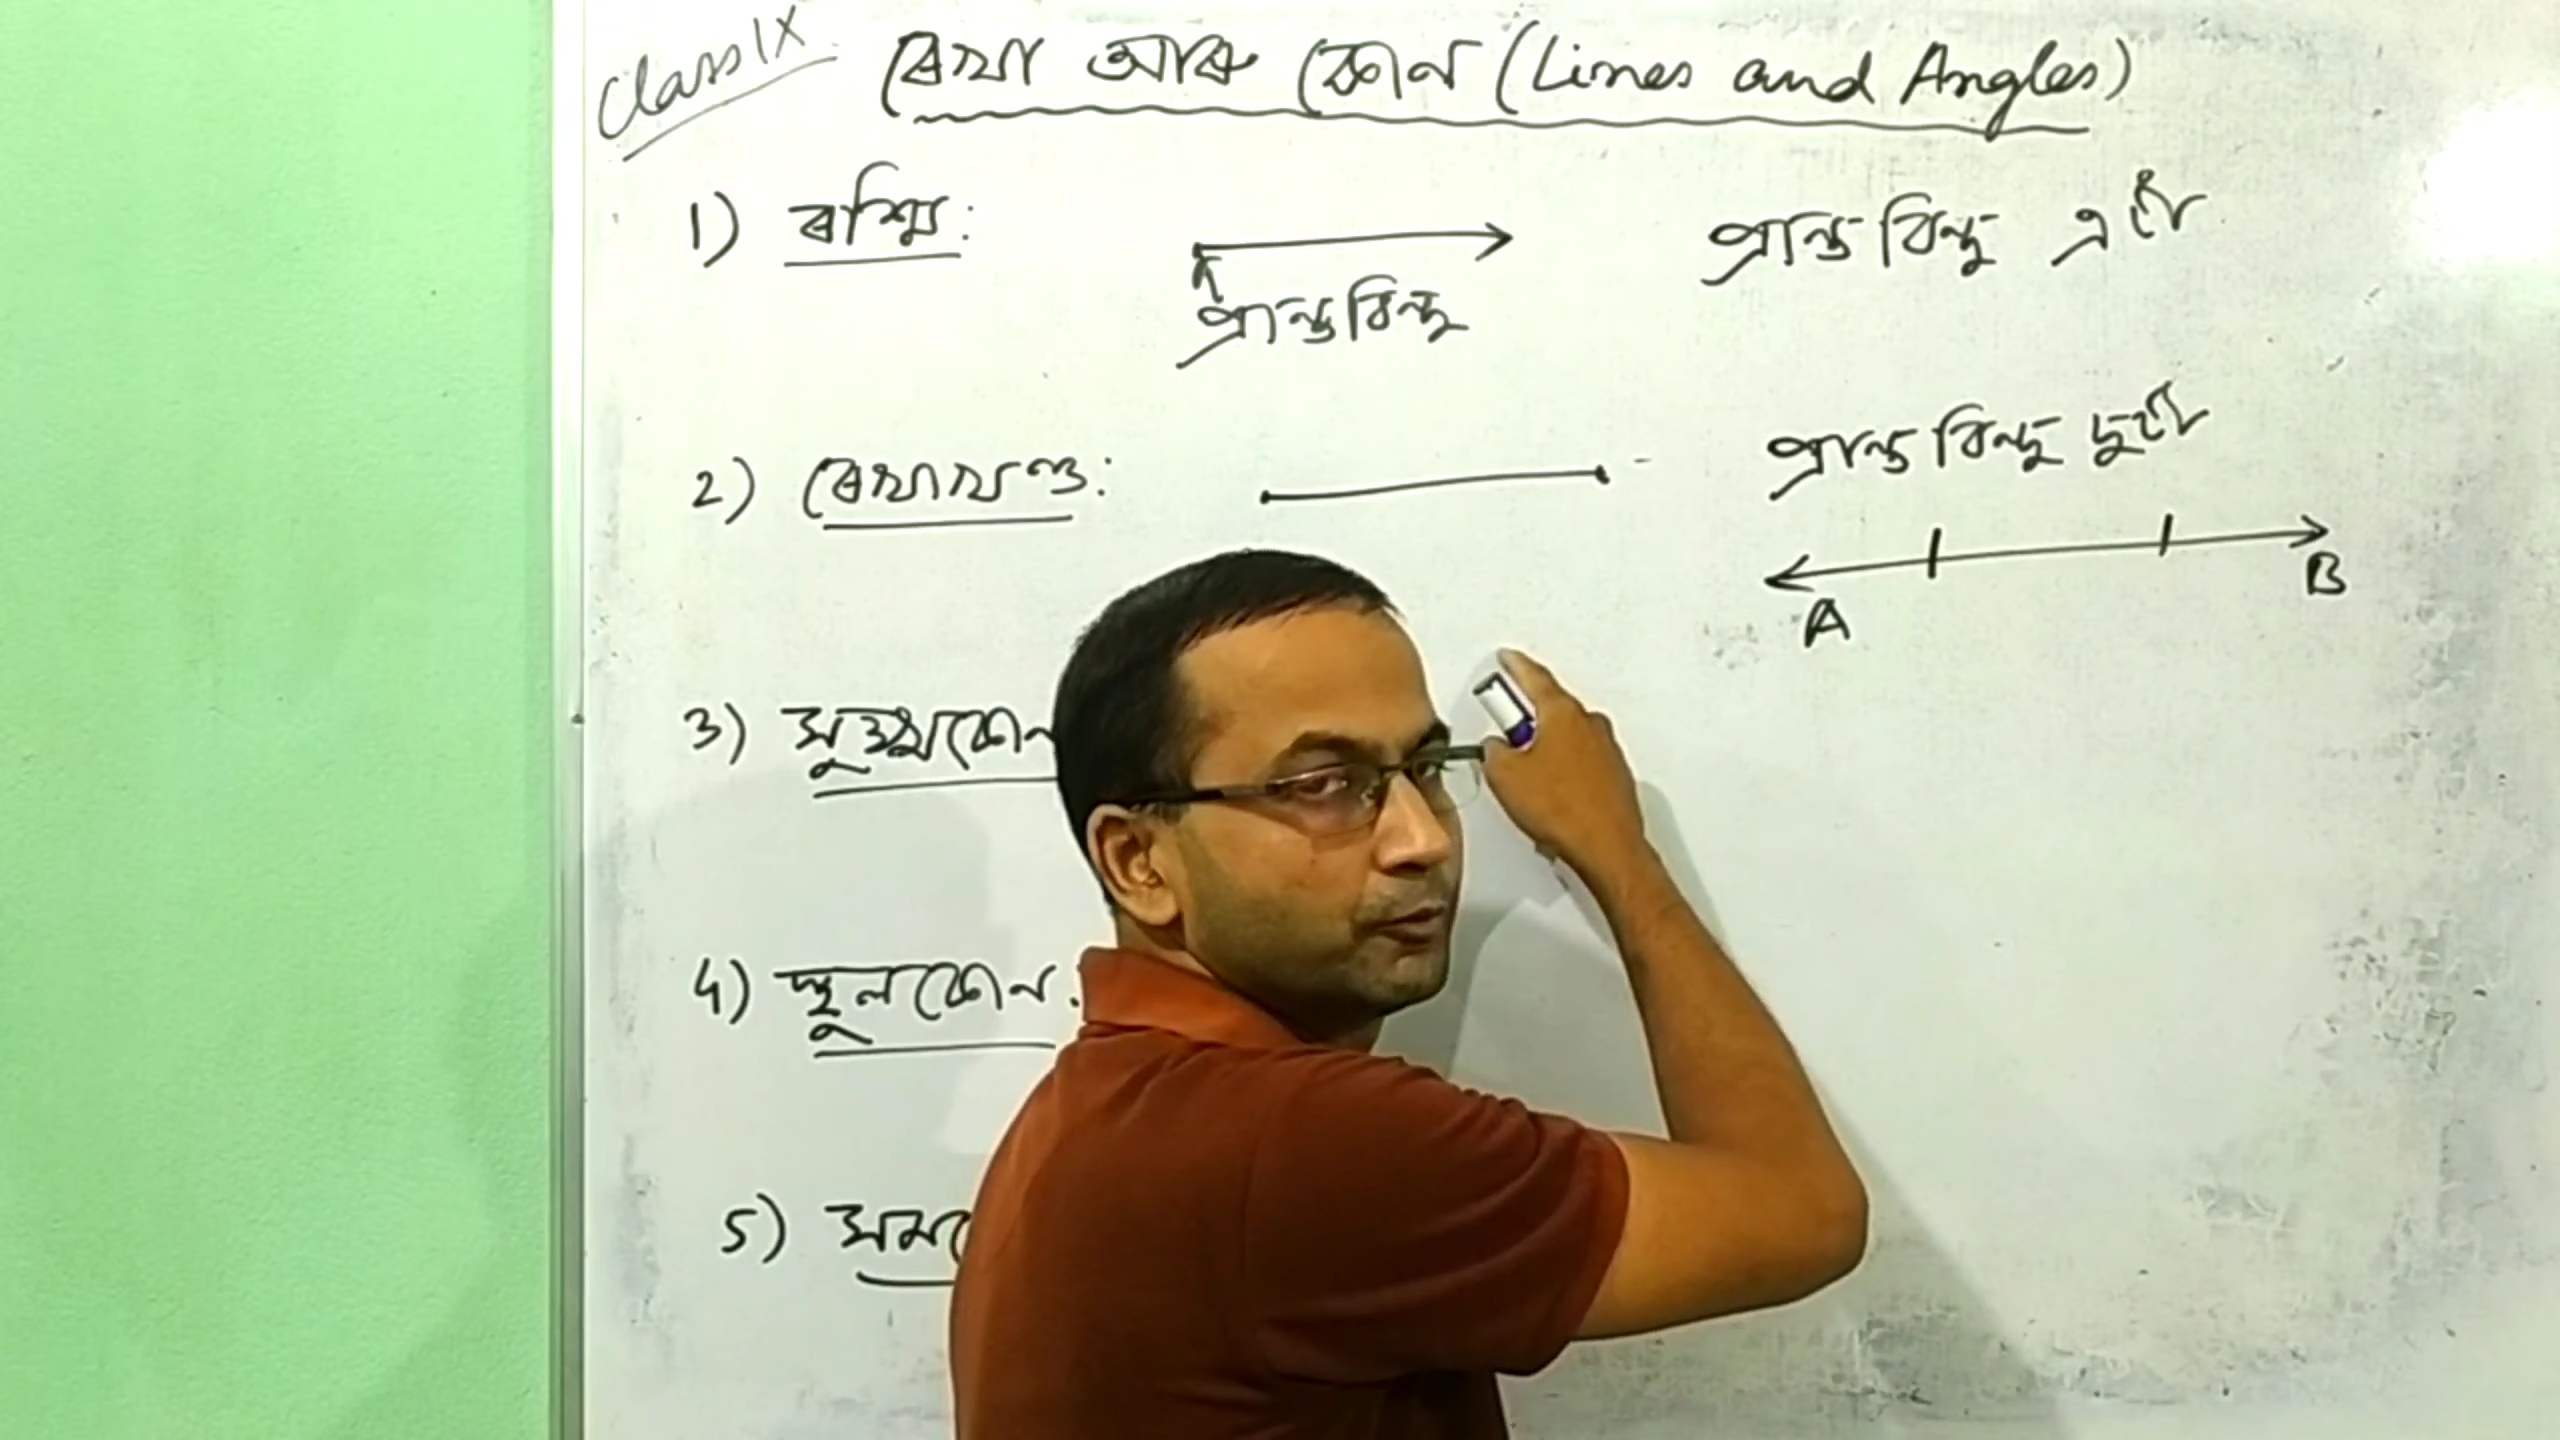 Class IX
ৰেখা আৰু কোণ (Lines and Angles)
1) ৰশ্মি:
প্ৰান্তবিন্দু এটা
প্ৰান্তবিন্দু
2) ৰেখাখণ্ড:
প্ৰান্তবিন্দু দুটা
A B
3) সুক্ষ্মকোণ
4) স্থূলকোণ:
5) সমকে